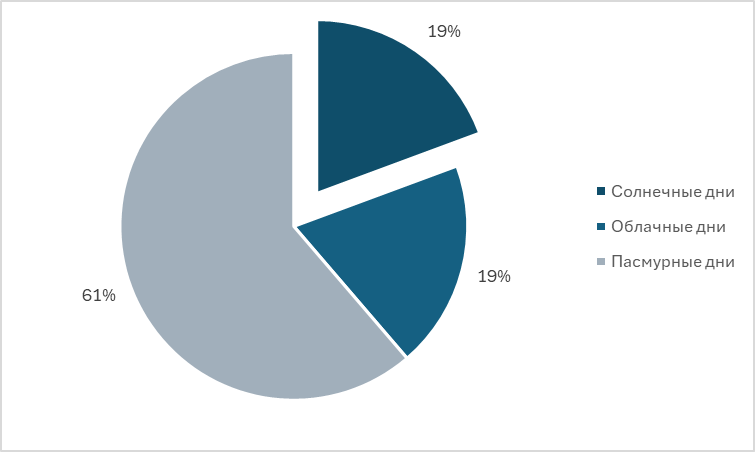 19%
19%
61%
Солнечные дни
Облачные дни
Пасмурные дни